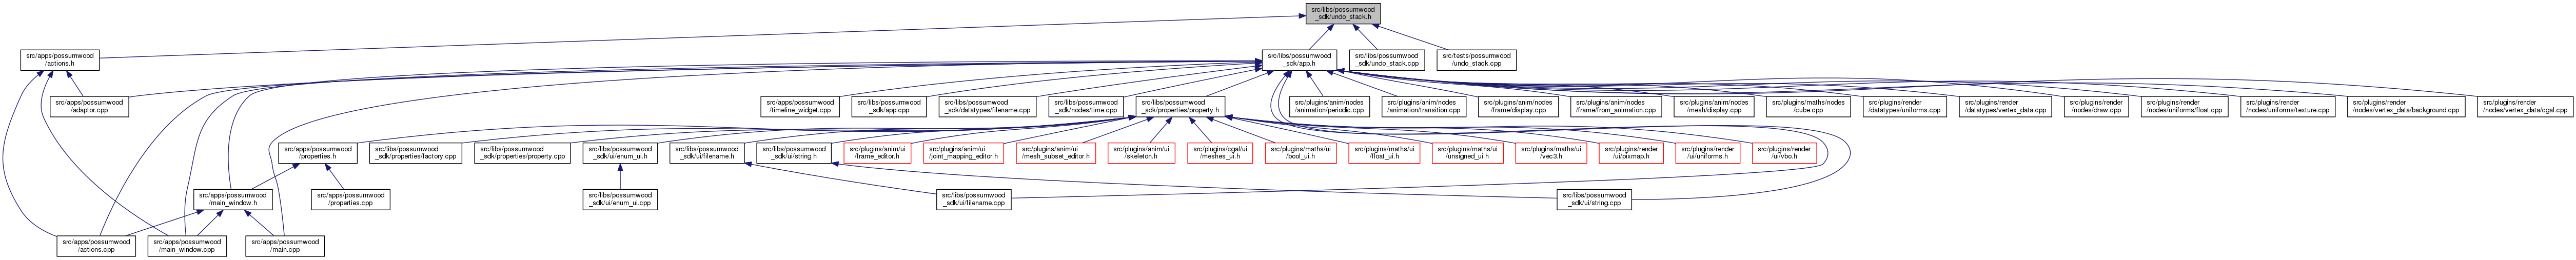 src/libs/possumwood
_sdk/undo_stack.h
src/apps/possumwood
/actions.h
src/libs/possumwood
_sdk/app.h
src/libs/possumwood
_sdk/undo_stack.cpp
src/tests/possumwood
/undo_stack.cpp
src/apps/possumwood
/adaptor.cpp
src/apps/possumwood
/timeline_widget.cpp
src/libs/possumwood
_sdk/app.cpp
src/libs/possumwood
_sdk/datatypes/filename.cpp
src/libs/possumwood
_sdk/nodes/time.cpp
src/libs/possumwood
_sdk/properties/property.h
src/plugins/anim/nodes
/animation/periodic.cpp
src/plugins/anim/nodes
/animation/transition.cpp
src/plugins/anim/nodes
/frame/display.cpp
src/plugins/anim/nodes
/frame/from_animation.cpp
src/plugins/anim/nodes
/mesh/display.cpp
src/plugins/maths/nodes
/cube.cpp
src/plugins/render
/datatypes/uniforms.cpp
src/plugins/render
/datatypes/vertex_data.cpp
src/plugins/render
/nodes/draw.cpp
src/plugins/render
/nodes/uniforms/float.cpp
src/plugins/render
/nodes/uniforms/texture.cpp
src/plugins/render
/nodes/vertex_data/background.cpp
src/plugins/render
/nodes/vertex_data/cgal.cpp
src/apps/possumwood
/properties.h
src/libs/possumwood
_sdk/properties/factory.cpp
src/libs/possumwood
_sdk/properties/property.cpp
src/libs/possumwood
_sdk/ui/enum_ui.h
src/libs/possumwood
_sdk/ui/filename.h
src/libs/possumwood
_sdk/ui/string.h
src/plugins/anim/ui
/frame_editor.h
src/plugins/anim/ui
/joint_mapping_editor.h
src/plugins/anim/ui
/mesh_subset_editor.h
src/plugins/anim/ui
/skeleton.h
src/plugins/cgal/ui
/meshes_ui.h
src/plugins/maths/ui
/bool_ui.h
src/plugins/maths/ui
/float_ui.h
src/plugins/maths/ui
/unsigned_ui.h
src/plugins/maths/ui
/vec3.h
src/plugins/render
/ui/pixmap.h
src/plugins/render
/ui/uniforms.h
src/plugins/render
/ui/vbo.h
src/apps/possumwood
/main_window.h
src/apps/possumwood
/properties.cpp
src/libs/possumwood
_sdk/ui/enum_ui.cpp
src/libs/possumwood
_sdk/ui/filename.cpp
src/libs/possumwood
_sdk/ui/string.cpp
src/apps/possumwood
/actions.cpp
src/apps/possumwood
/main_window.cpp
src/apps/possumwood
/main.cpp